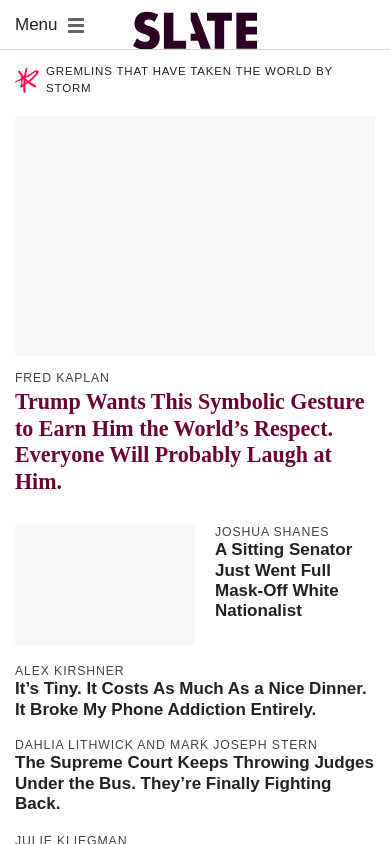 Menu
SLATE
GREMLINS THAT HAVE TAKEN THE WORLD BY
STORM
FRED KAPLAN
Trump Wants This Symbolic Gesture
to Earn Him the World’s Respect.
Everyone Will Probably Laugh at
Him.
JOSHUA SHANES
A Sitting Senator
Just Went Full
Mask-Off White
Nationalist
ALEX KIRSHNER
It’s Tiny. It Costs As Much As a Nice Dinner.
It Broke My Phone Addiction Entirely.
DAHLIA LITHWICK AND MARK JOSEPH STERN
The Supreme Court Keeps Throwing Judges
Under the Bus. They’re Finally Fighting
Back.
JULIE KLIEGMAN